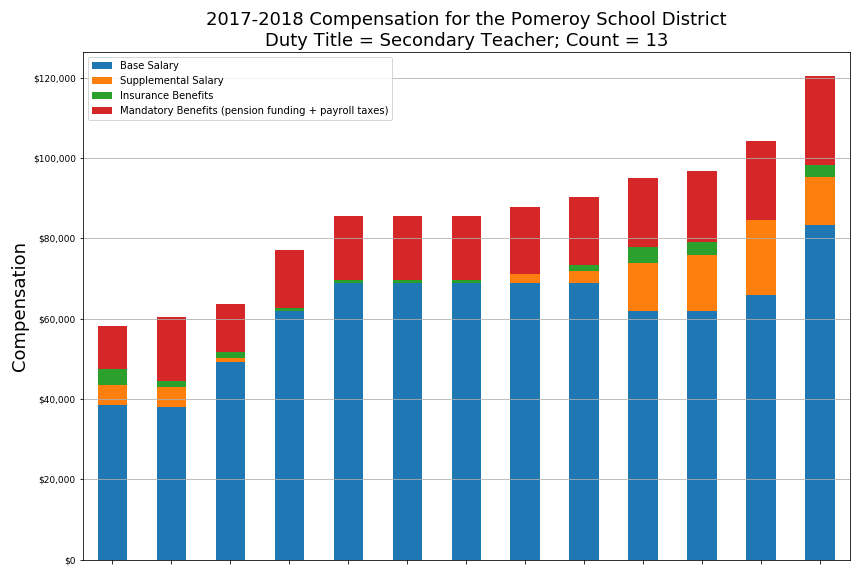 2017-2018 Compensation for the Pomeroy School District
Duty Title = Secondary Teacher; Count = 13
Base Salary
Supplemental Salary
Insurance Benefits
Mandatory Benefits (pension funding + payroll taxes)
$120,000
$100,000
$80,000
$60,000
$40,000
$20,000
$0
Compensation